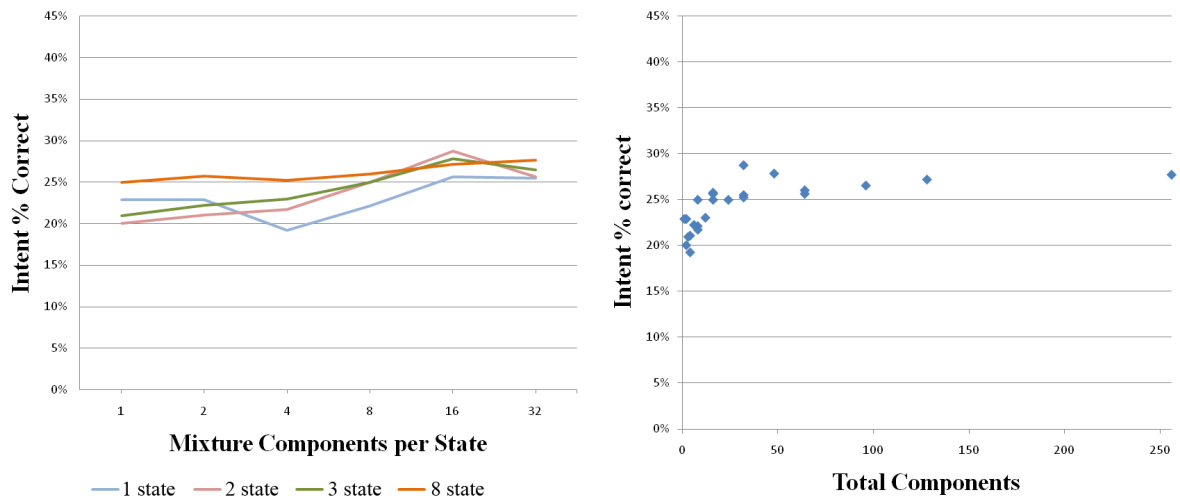 45%
40%
35%
30%
25%
20%
15%
10%
5%
0%
Intent % Correct
1 2 4 8 16 32
Mixture Components per State
1 state 2 state 3 state 8 state
45%
40%
35%
30%
25%
20%
15%
10%
5%
0%
Intent % correct
0 50 100 150 200 250
Total Components